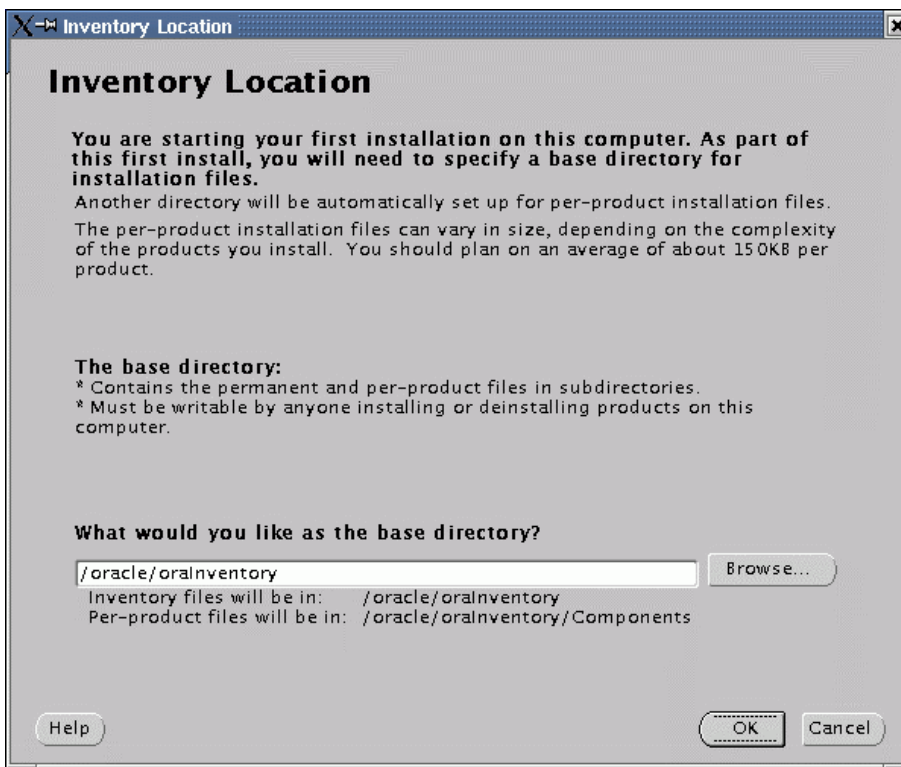 Inventory Location
Inventory Location
You are starting your first installation on this computer. As part of
this first install, you will need to specify a base directory for
installation files.
Another directory will be automatically set up for per-product installation files.
The per-product installation files can vary in size, depending on the complexity
of the products you install. You should plan on an average of about 150KB per
product.
The base directory:
* Contains the permanent and per-product files in subdirectories.
* Must be writable by anyone installing or deinstalling products on this
computer.
What would you like as the base directory?
/oracle/oraInventory
Browse...
Inventory files will be in: /oracle/oraInventory
Per-product files will be in: /oracle/oraInventory/Components
Help
OK
Cancel